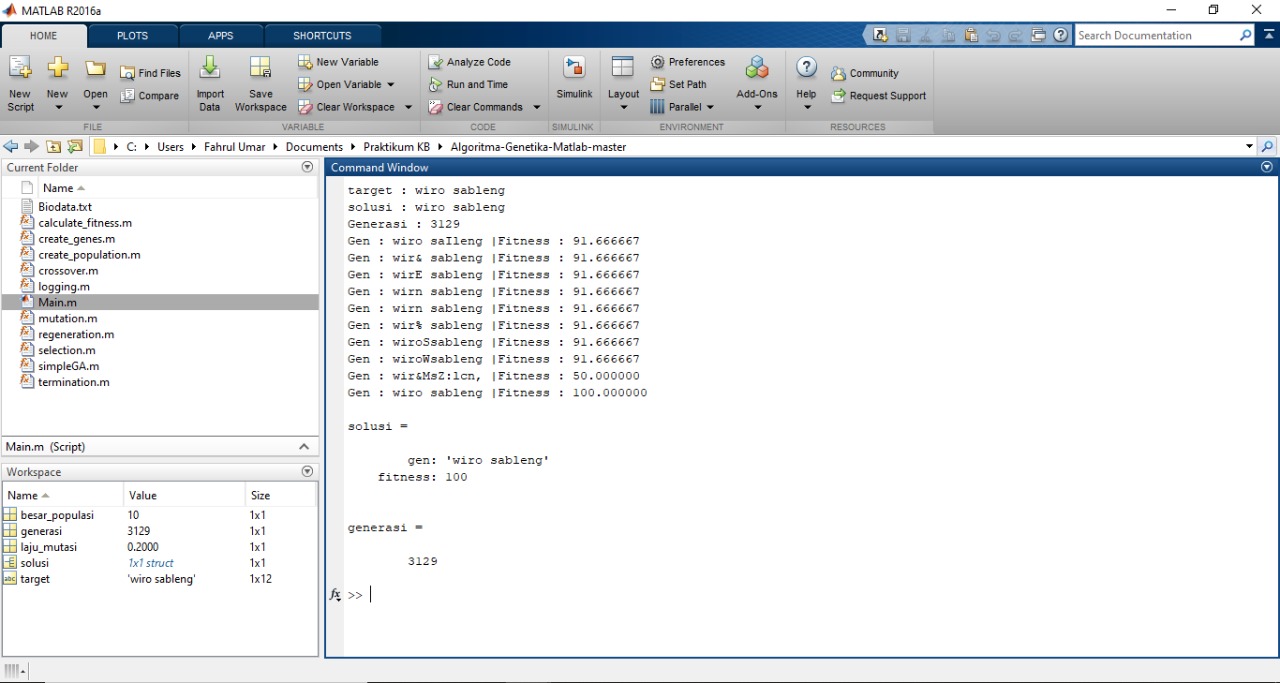 MATLAB R2016a
HOME PLOTS APPS SHORTCUTS
Search Documentation
New Script
New
Open
Find Files
Compare
FILE
Import Data
Save Workspace
New Variable
Open Variable
Clear Workspace
VARIABLE
Analyze Code
Run and Time
Clear Commands
CODE
Simulink
SIMULINK
Layout
Preferences
Set Path
Parallel
Add-Ons
ENVIRONMENT
Help
Community
Request Support
RESOURCES
C: Users Fahrul Umar Documents Praktikum KB Algoritma-Genetika-Matlab-master
Current Folder
Name
Biodata.txt
calculate_fitness.m
create_genes.m
create_population.m
crossover.m
logging.m
Main.m
mutation.m
regeneration.m
selection.m
simpleGA.m
termination.m
Main.m (Script)
Workspace
Name Value Size
besar_populasi 10 1x1
generasi 3129 1x1
laju_mutasi 0.2000 1x1
solusi 1x1 struct 1x1
abc target 'wiro sableng' 1x12
Command Window
target : wiro sableng
solusi : wiro sableng
Generasi : 3129
Gen : wiro saIleng |Fitness : 91.666667
Gen : wir& sableng |Fitness : 91.666667
Gen : wirE sableng |Fitness : 91.666667
Gen : wirn sableng |Fitness : 91.666667
Gen : wirn sableng |Fitness : 91.666667
Gen : wir% sableng |Fitness : 91.666667
Gen : wiroSsableng |Fitness : 91.666667
Gen : wiroWsableng |Fitness : 91.666667
Gen : wir&MsZ:lcn, |Fitness : 50.000000
Gen : wiro sableng |Fitness : 100.000000
solusi =
gen: 'wiro sableng'
fitness: 100
generasi =
3129
fx >>